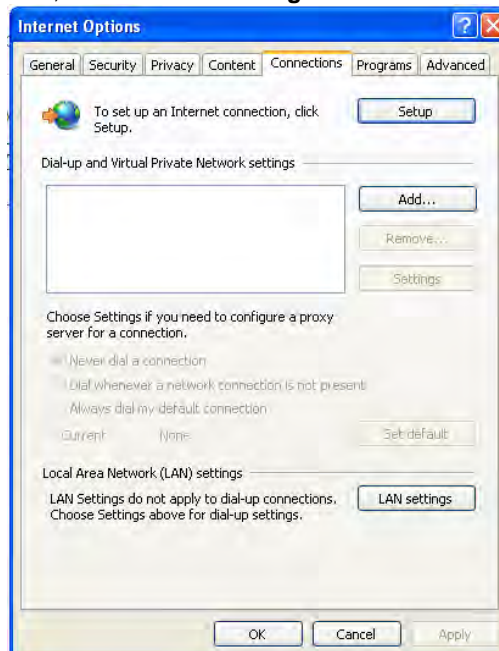 Internet Options
General Security Privacy Content Connections Programs Advanced
To set up an Internet connection, click
Setup.
Setup
Dial-up and Virtual Private Network settings
Add...
Remove...
Settings
Choose Settings if you need to configure a proxy
server for a connection.
Never dial a connection
Dial whenever a network connection is not present
Always dial my default connection
Current None
Set default
Local Area Network (LAN) settings
LAN Settings do not apply to dial-up connections.
Choose Settings above for dial-up settings.
LAN settings
OK Cancel Apply